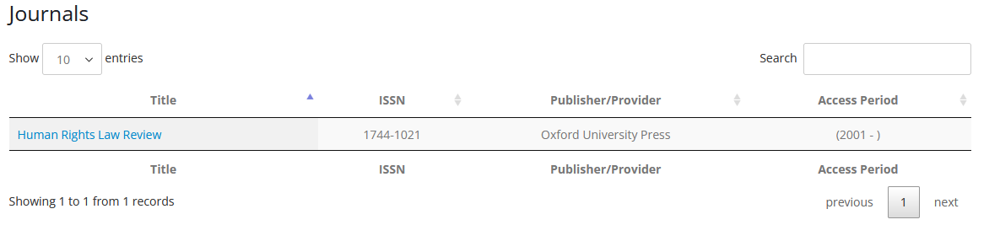 Journals
Show 10 entries Search
Title ISSN Publisher/Provider Access Period
Human Rights Law Review 1744-1021 Oxford University Press (2001 - )
Title ISSN Publisher/Provider Access Period
Showing 1 to 1 from 1 records previous 1 next